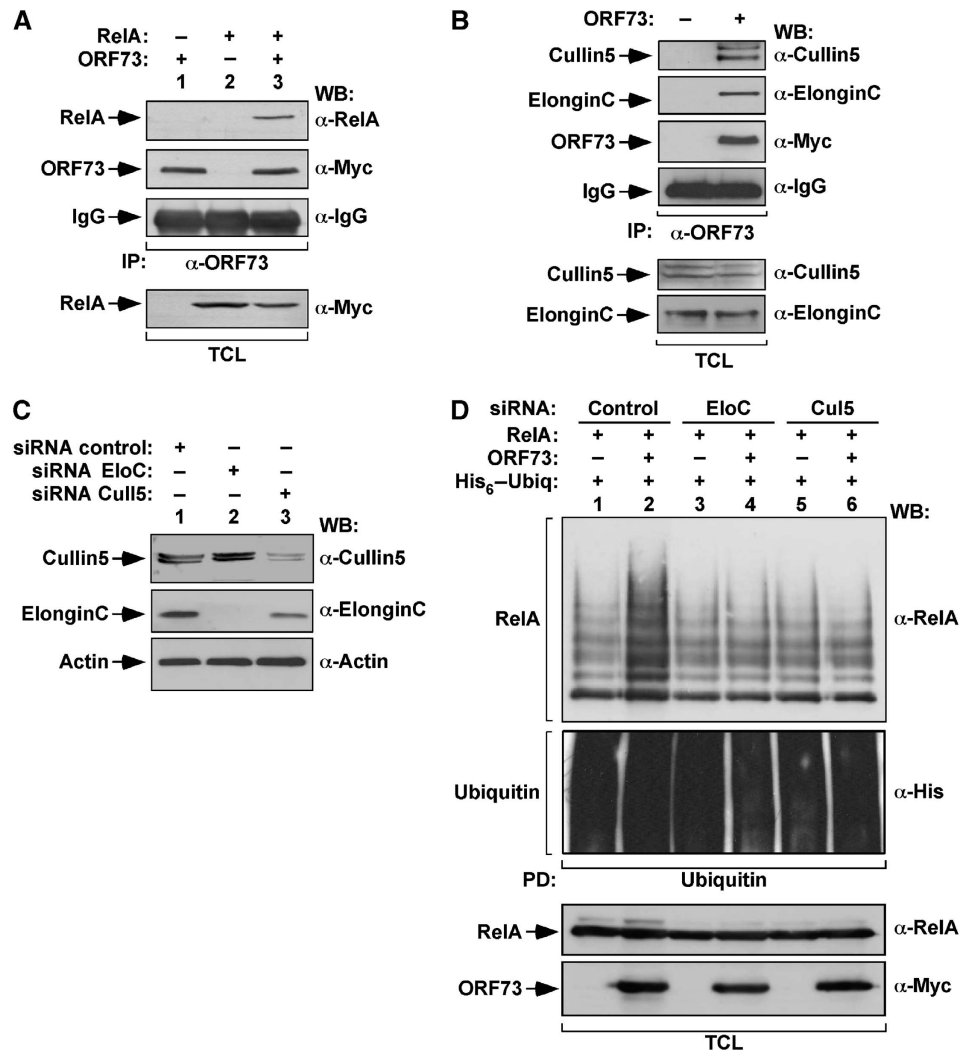 A
RelA: – + +
ORF73: + – +
1 2 3
WB:
RelA α-RelA
ORF73 α-Myc
IgG α-IgG
IP: α-ORF73
RelA α-Myc
TCL
B
ORF73: – +
WB:
Cullin5 α-Cullin5
ElonginC α-ElonginC
ORF73 α-Myc
IgG α-IgG
IP: α-ORF73
Cullin5 α-Cullin5
ElonginC α-ElonginC
TCL
C
siRNA control: + – –
siRNA EloC: – + –
siRNA Cull5: – – +
1 2 3
WB:
Cullin5 α-Cullin5
ElonginC α-ElonginC
Actin α-Actin
D
siRNA: Control EloC Cul5
RelA: + + + + + +
ORF73: – + – + – +
His6–Ubiq: + + + + + +
1 2 3 4 5 6
WB:
RelA α-RelA
Ubiquitin α-His
PD: Ubiquitin
RelA α-RelA
ORF73 α-Myc
TCL